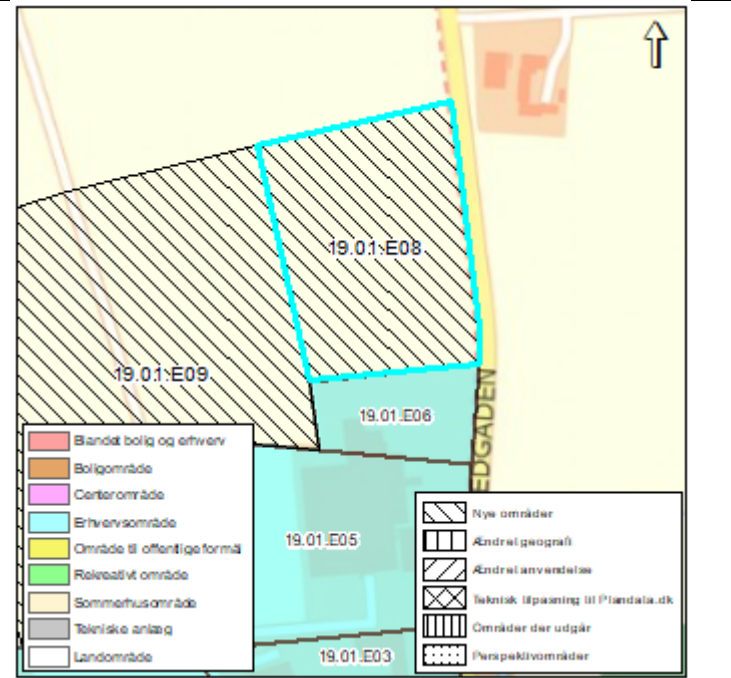 19.01.E08
19.01.E09
19.01.E06
EDGADEN
19.01.E05
19.01.E03
Blandet bolig og erhverv
Boligområde
Centerområde
Erhvervsområde
Område til offentlige formål
Rekreativt område
Sommerhusområde
Tekniske anlæg
Landområde
Nye områder
Ændret geografi
Ændret anvendelse
Teknisk tilpasning til Plandata.dk
Områder der udgår
Perspektivområder